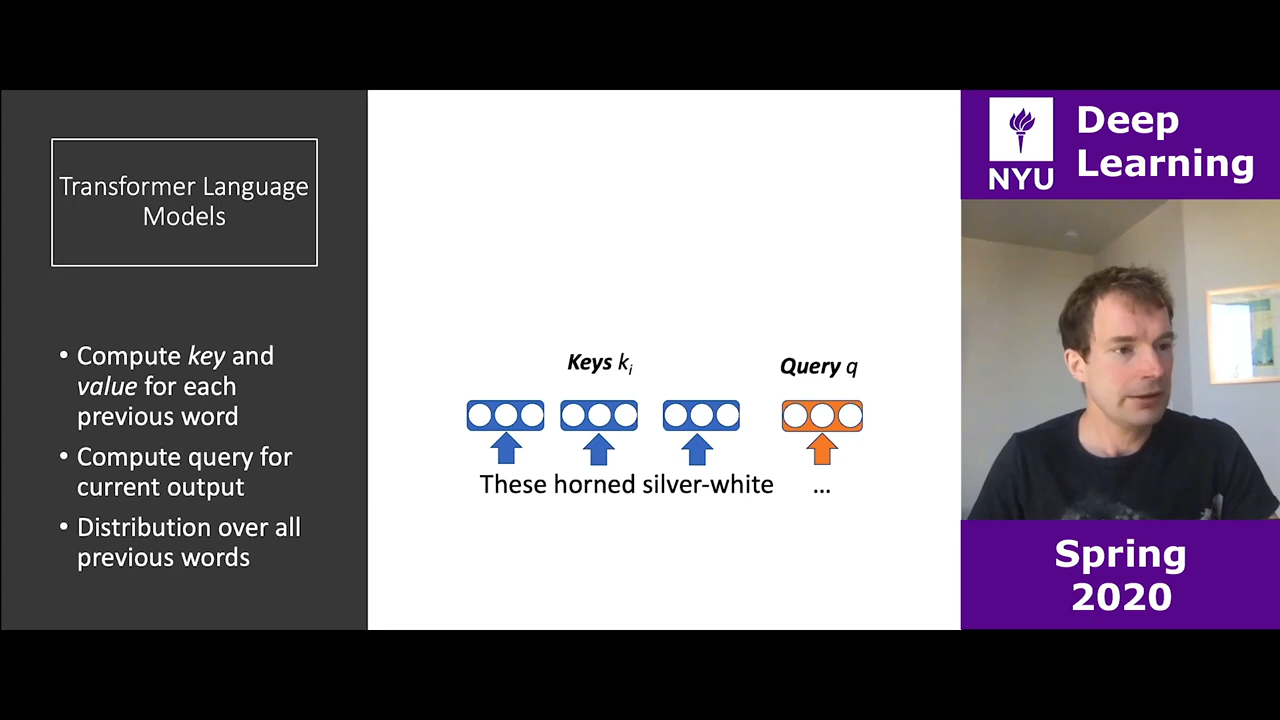 Transformer Language
Models
• Compute key and
value for each
previous word
• Compute query for
current output
• Distribution over all
previous words
Keys kᵢ
Query q
These horned silver-white ...
NYU
Deep
Learning
Spring
2020